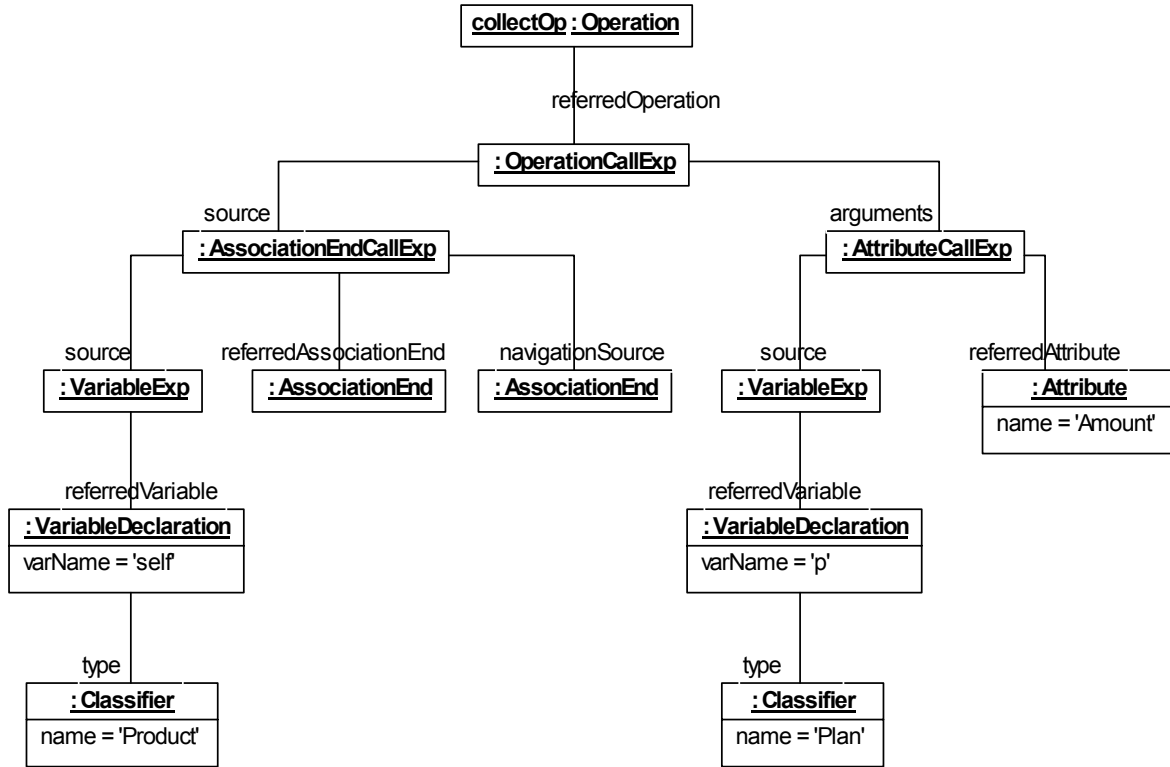 collectOp : Operation
referredOperation
: OperationCallExp
source
arguments
: AssociationEndCallExp
: AttributeCallExp
source
referredAssociationEnd
navigationSource
source
referredAttribute
: VariableExp
: AssociationEnd
: AssociationEnd
: VariableExp
: Attribute
name = 'Amount'
referredVariable
referredVariable
: VariableDeclaration
: VariableDeclaration
varName = 'self'
varName = 'p'
type
type
: Classifier
: Classifier
name = 'Product'
name = 'Plan'